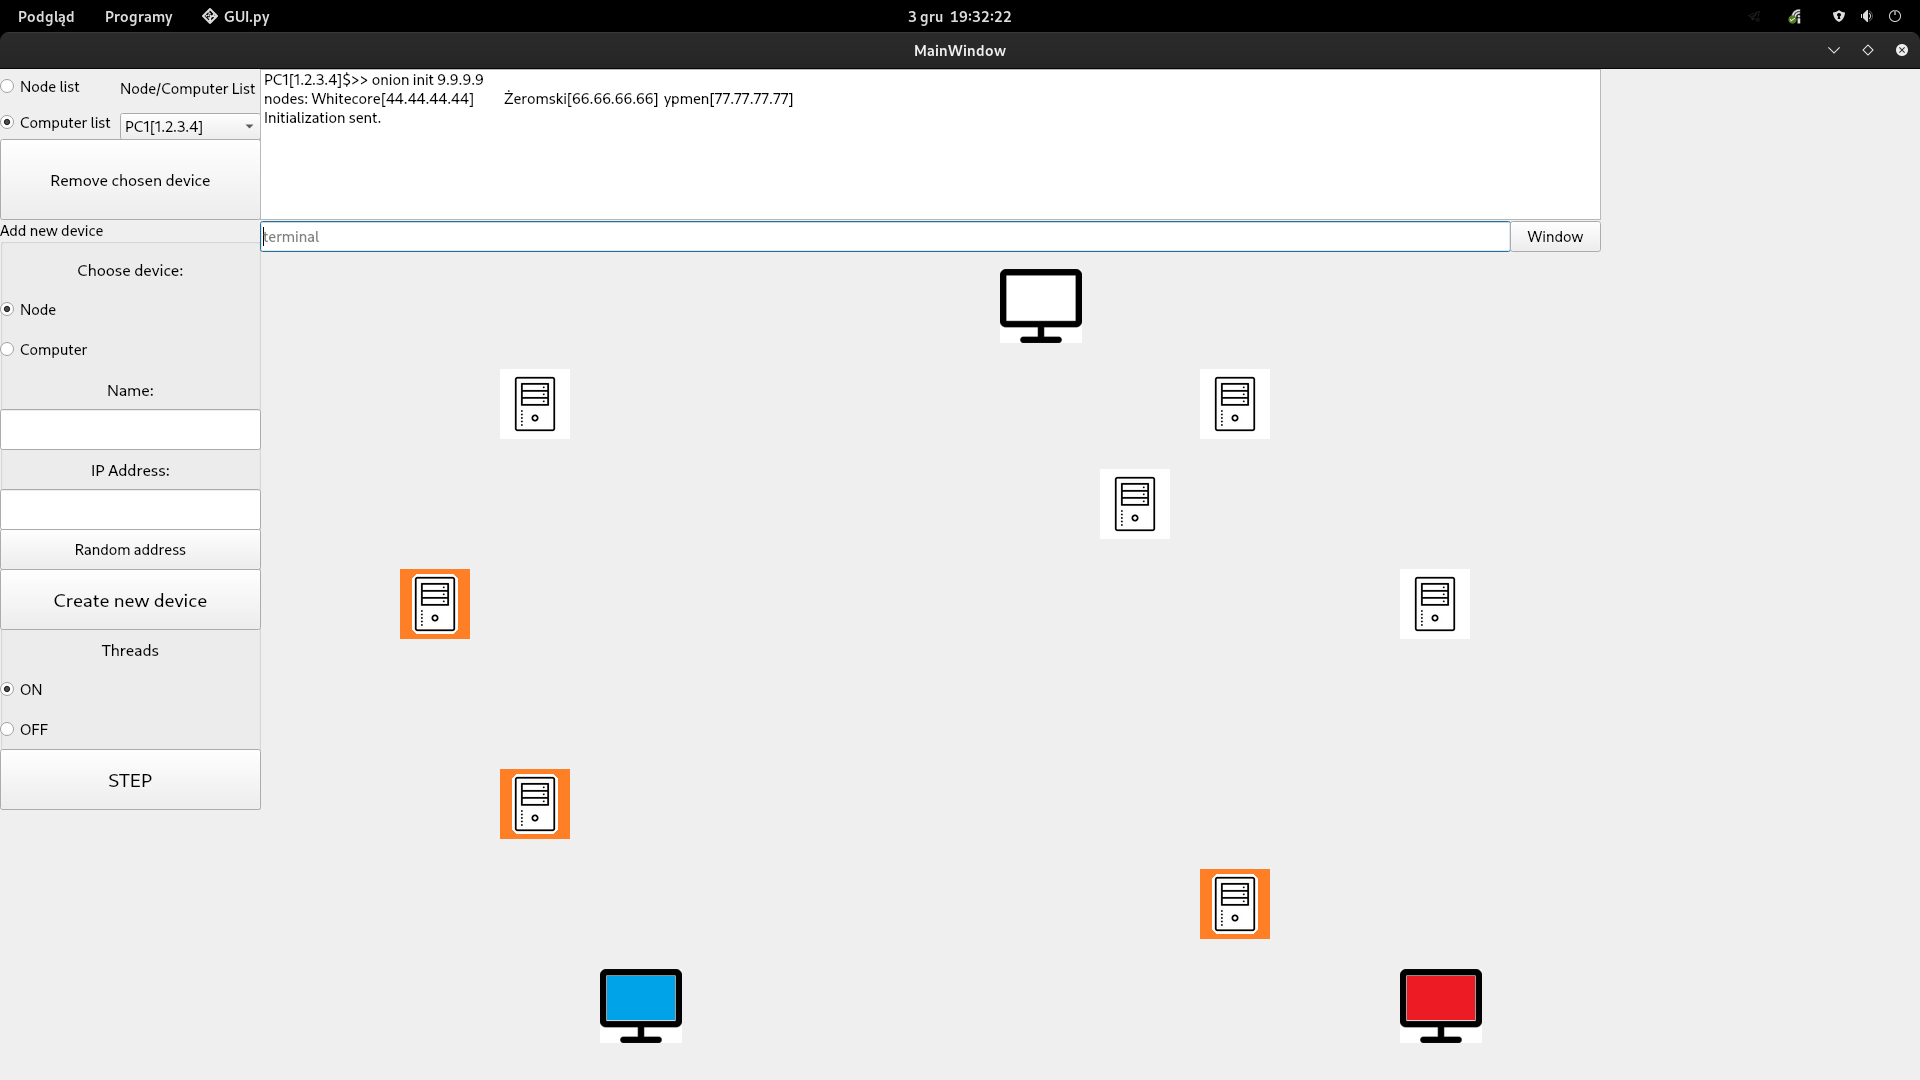 Podgląd Programy GUI.py 3 gru 19:32:22
MainWindow
Node list
Node/Computer List
Computer list
PC1[1.2.3.4]
Remove chosen device
PC1[1.2.3.4]$>> onion init 9.9.9.9
nodes: Whitecore[44.44.44.44] Żeromski[66.66.66.66] ypmen[77.77.77.77]
Initialization sent.
terminal
Window
Add new device
Choose device:
Node
Computer
Name:
IP Address:
Random address
Create new device
Threads
ON
OFF
STEP